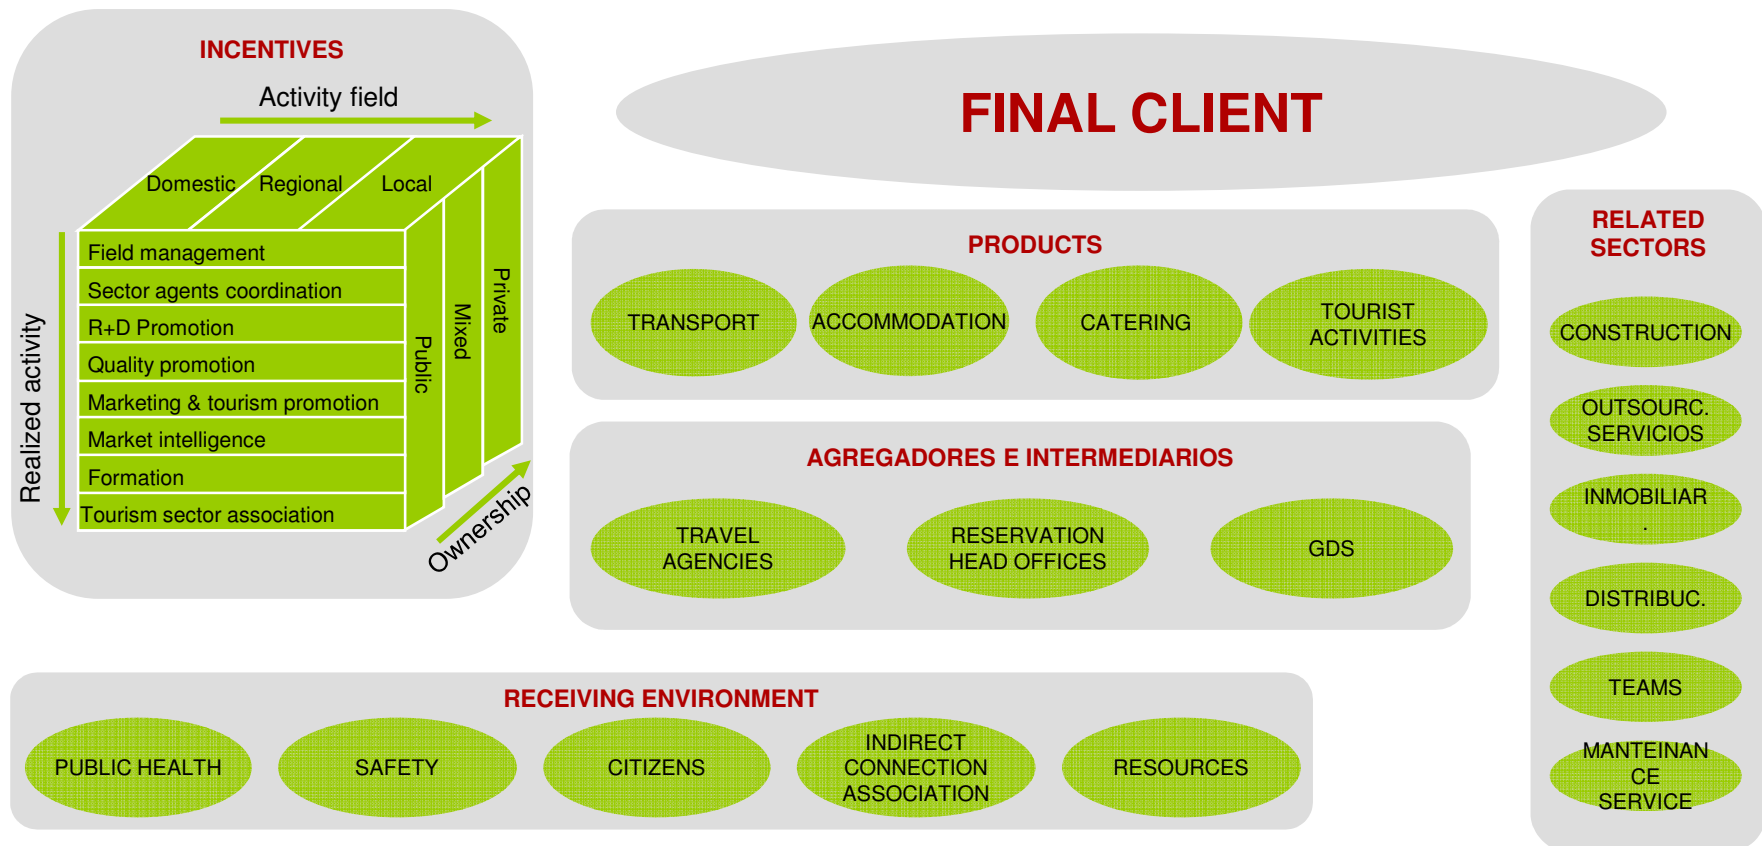 INCENTIVES
Activity field
Domestic
Regional
Local
Realized activity
Field management
Sector agents coordination
R+D Promotion
Quality promotion
Marketing & tourism promotion
Market intelligence
Formation
Tourism sector association
Public
Mixed
Private
Ownership
FINAL CLIENT
PRODUCTS
TRANSPORT
ACCOMMODATION
CATERING
TOURIST
ACTIVITIES
AGREGADORES E INTERMEDIARIOS
TRAVEL
AGENCIES
RESERVATION
HEAD OFFICES
GDS
RELATED
SECTORS
CONSTRUCTION
OUTSOURC.
SERVICIOS
INMOBILIAR
.
DISTRIBUC.
TEAMS
MANTEINAN
CE
SERVICE
RECEIVING ENVIRONMENT
PUBLIC HEALTH
SAFETY
CITIZENS
INDIRECT
CONNECTION
ASSOCIATION
RESOURCES